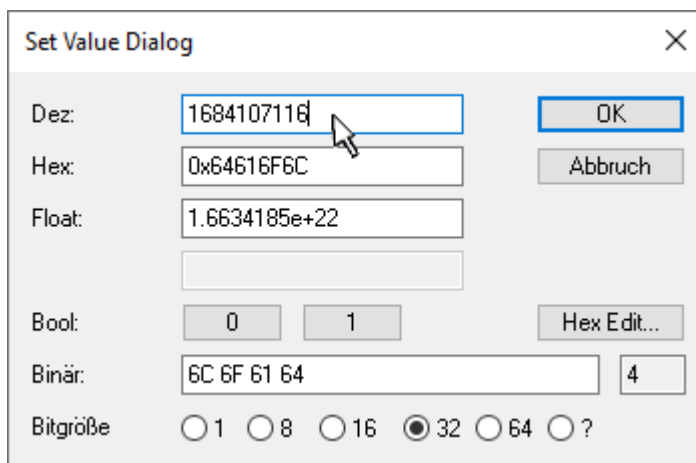 Set Value Dialog
Dez: 1684107116 OK
Hex: 0x64616F6C Abbruch
Float: 1.6634185e+22
Bool: 0 1 Hex Edit...
Binär: 6C 6F 61 64 4
Bitgröße 1 8 16 32 64 ?